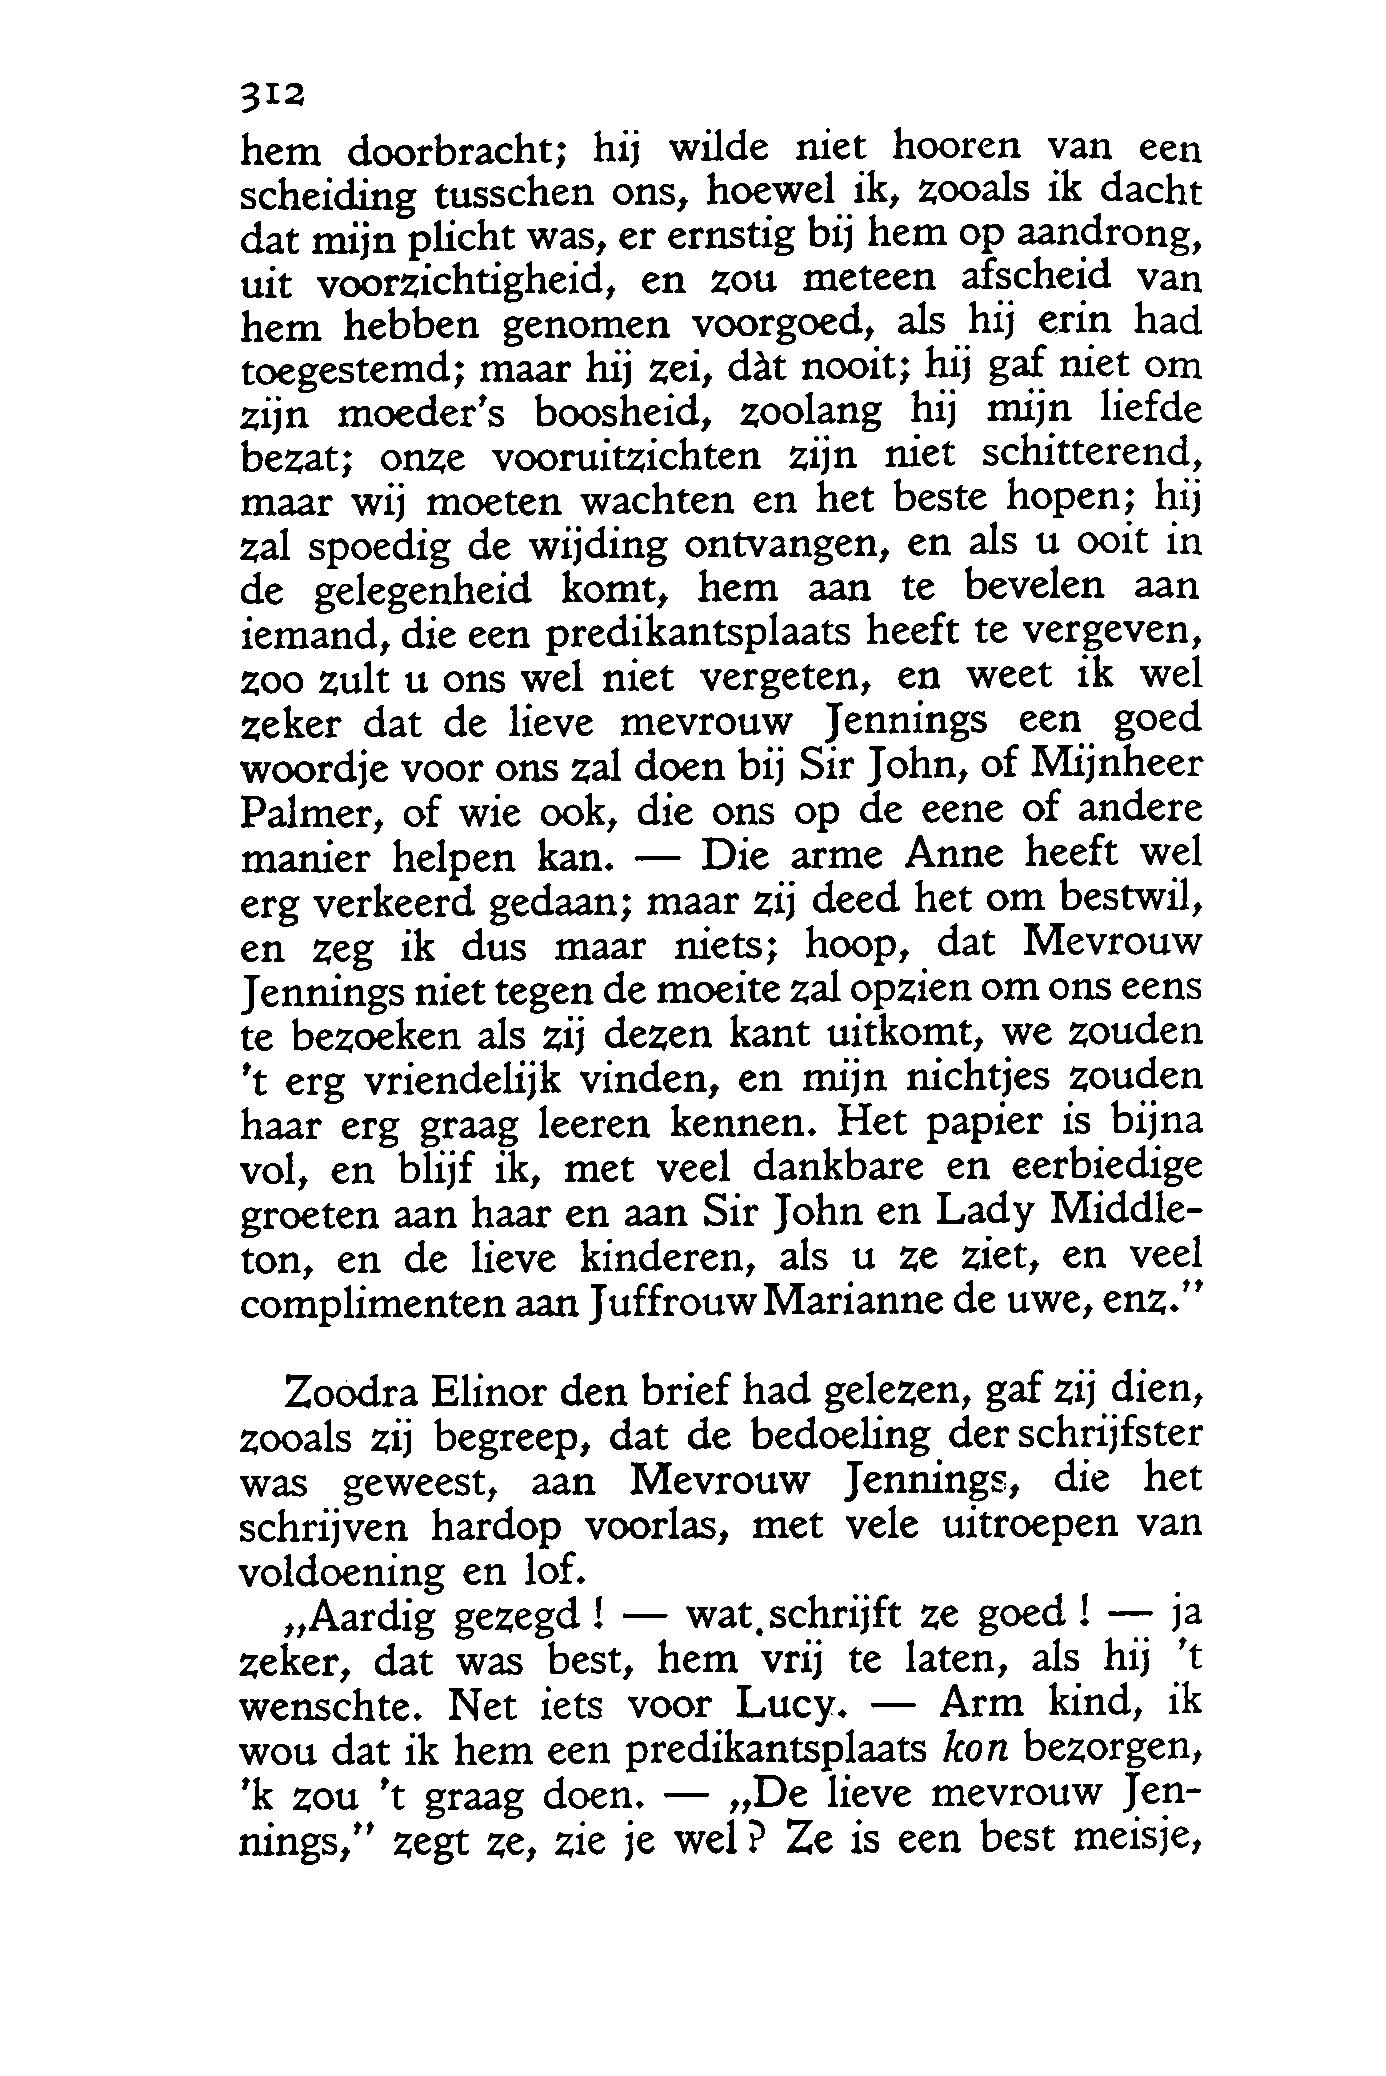 312
hem doorbracht; hij wilde niet hooren van een
scheiding tusschen ons, hoewel ik, zooals ik dacht
dat mijn plicht was, er ernstig bij hem op aandrong,
uit voorzichtigheid, en zou meteen afscheid van
hem hebben genomen voorgoed, als hij erin had
toegestemd; maar hij zei, dàt nooit; hij gaf niet om
zijn moeder's boosheid, zoolang hij mijn liefde
bezat; onze vooruitzichten zijn niet schitterend,
maar wij moeten wachten en het beste hopen; hij
zal spoedig de wijding ontvangen, en als u ooit in
de gelegenheid komt, hem aan te bevelen aan
iemand, die een predikantsplaats heeft te vergeven,
zoo zult u ons wel niet vergeten, en weet ik wel
zeker dat de lieve mevrouw Jennings een goed
woordje voor ons zal doen bij Sir John, of Mijnheer
Palmer, of wie ook, die ons op de eene of andere
manier helpen kan. — Die arme Anne heeft wel
erg verkeerd gedaan; maar zij deed het om bestwil,
en zeg ik dus maar niets; hoop, dat Mevrouw
Jennings niet tegen de moeite zal opzien om ons eens
te bezoeken als zij dezen kant uitkomt, we zouden
't erg vriendelijk vinden, en mijn nichtjes zouden
haar erg graag leeren kennen. Het papier is bijna
vol, en blijf ik, met veel dankbare en eerbiedige
groeten aan haar en aan Sir John en Lady Middle-
ton, en de lieve kinderen, als u ze ziet, en veel
complimenten aan Juffrouw Marianne de uwe, enz."
Zoodra Elinor den brief had gelezen, gaf zij dien,
zooals zij begreep, dat de bedoeling der schrijfster
was geweest, aan Mevrouw Jennings, die het
schrijven hardop voorlas, met vele uitroepen van
voldoening en lof.
„Aardig gezegd! — wat schrijft ze goed! — ja
zeker, dat was best, hem vrij te laten, als hij 't
wenschte. Net iets voor Lucy. — Arm kind, ik
wou dat ik hem een predikantsplaats kon bezorgen,
'k zou 't graag doen. — „De lieve mevrouw Jen-
nings," zegt ze, zie je wel? Ze is een best meisje,